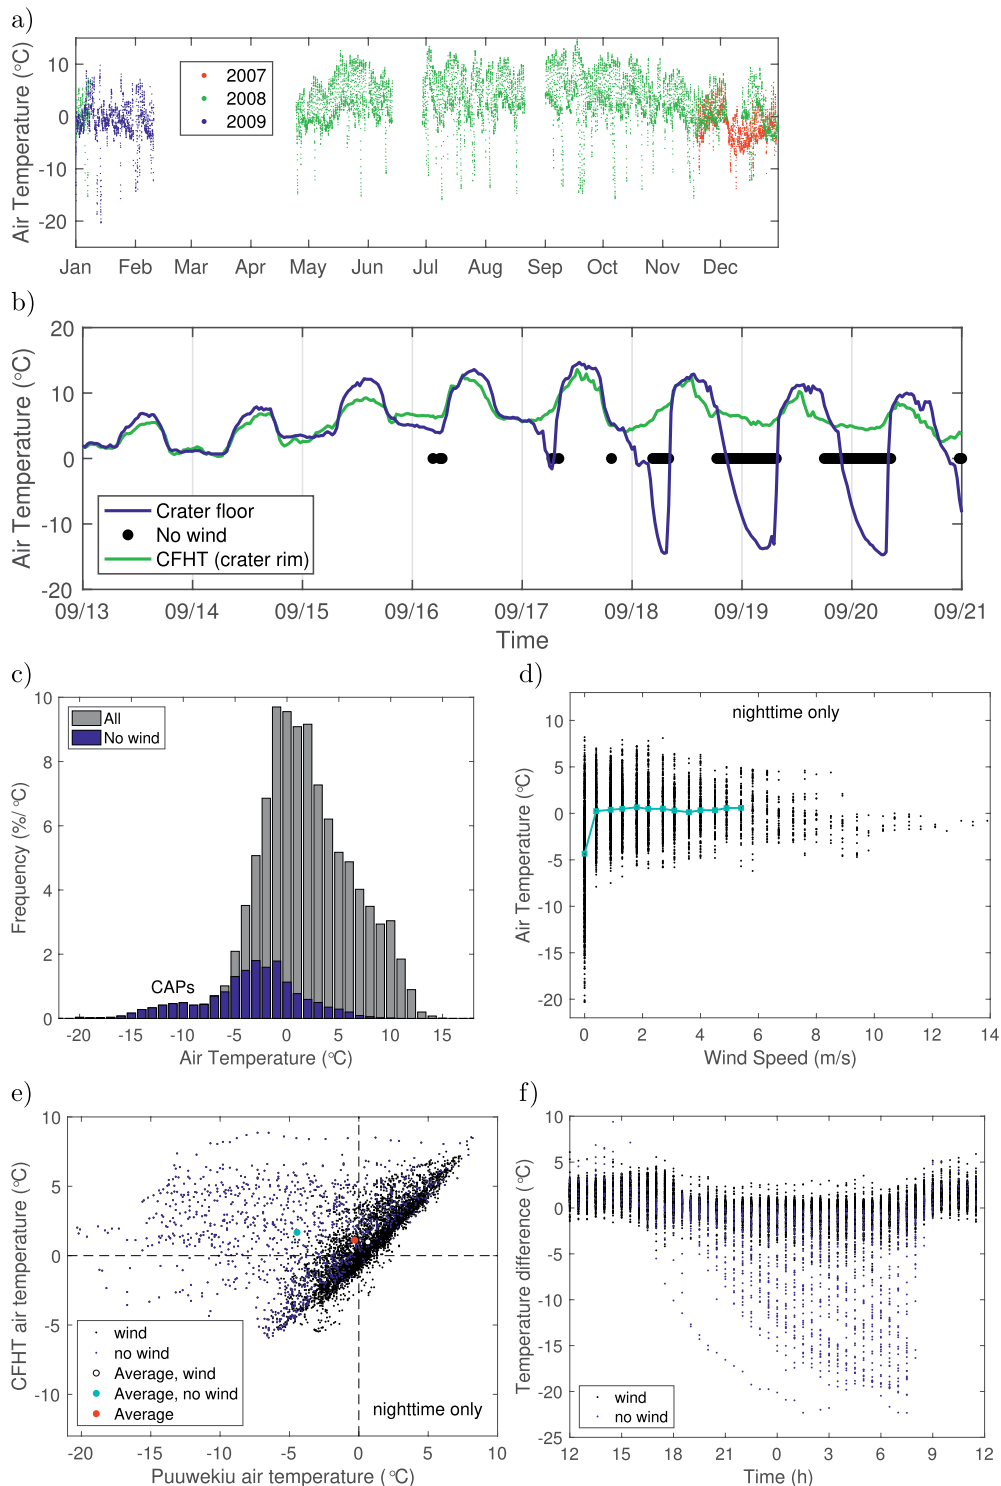 a)
Air Temperature (°C)
10
0
-10
-20
2007
2008
2009
Jan Feb Mar Apr May Jun Jul Aug Sep Oct Nov Dec
b)
Air Temperature (°C)
20
10
0
-10
-20
Crater floor
No wind
CFHT (crater rim)
09/13 09/14 09/15 09/16 09/17 09/18 09/19 09/20 09/21
Time
c)
Frequency (%/°C)
10
8
6
4
2
0
All
No wind
CAPs
-20 -15 -10 -5 0 5 10 15
Air Temperature (°C)
d)
nighttime only
Air Temperature (°C)
10
5
0
-5
-10
-15
-20
0 2 4 6 8 10 12 14
Wind Speed (m/s)
e)
CFHT air temperature (°C)
10
5
0
-5
-10
wind
no wind
Average, wind
Average, no wind
Average
nighttime only
-20 -15 -10 -5 0 5 10
Puuwekiu air temperature (°C)
f)
Temperature difference (°C)
10
5
0
-5
-10
-15
-20
-25
wind
no wind
12 15 18 21 0 3 6 9 12
Time (h)